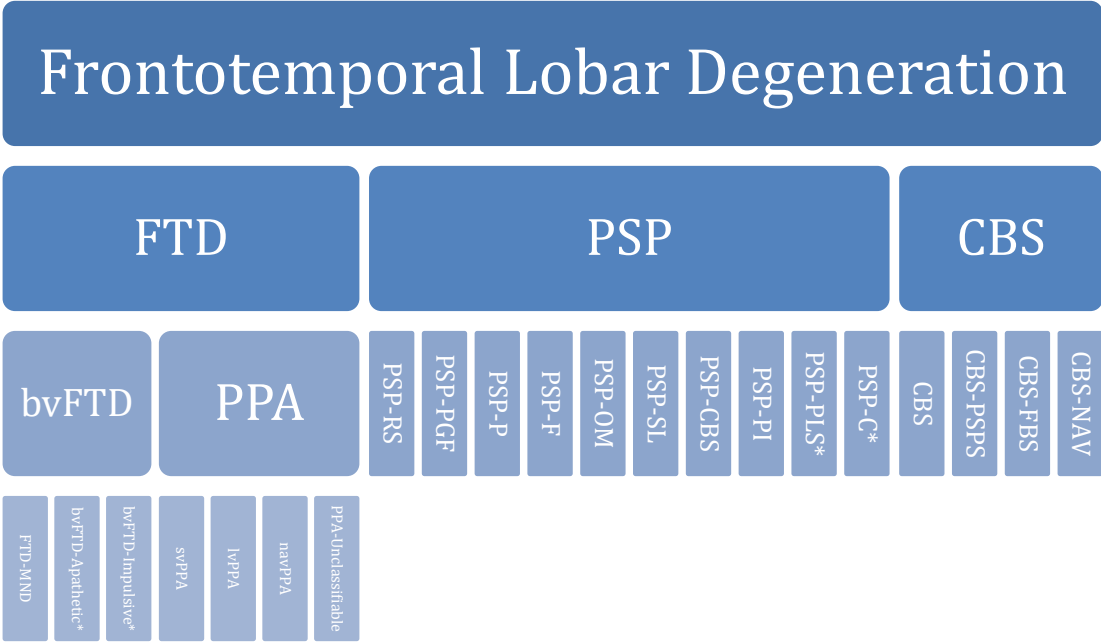 Frontotemporal Lobar Degeneration
FTD
PSP
CBS
bvFTD
PPA
PSP-RS
PSP-PGF
PSP-P
PSP-F
PSP-OM
PSP-SL
PSP-CBS
PSP-PI
PSP-PLS*
PSP-C*
CBS
CBS-PSPS
CBS-FBS
CBS-NAV
FTD-MND
bvFTD-Apathetic*
bvFTD-Impulsive*
svPPA
lvPPA
navPPA
PPA-Unclassifiable